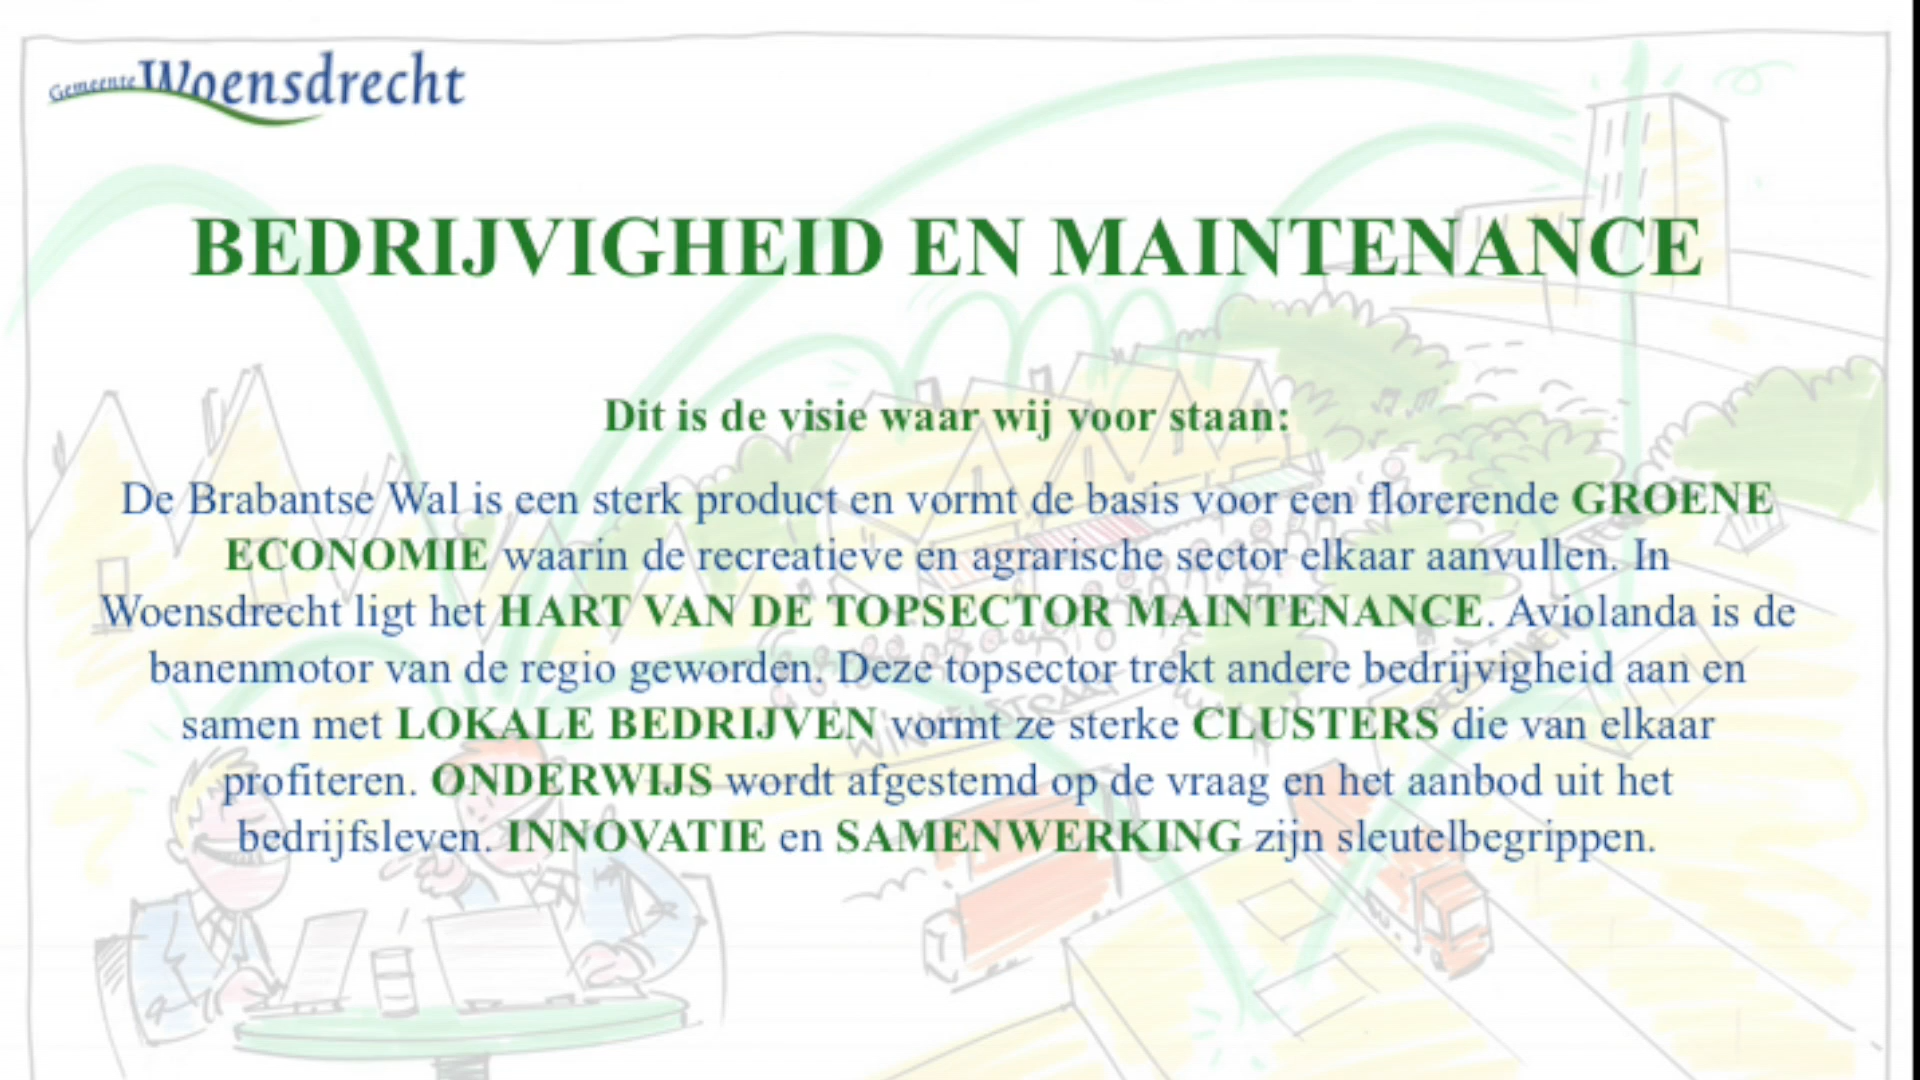 Gemeente Woensdrecht
BEDRIJVIGHEID EN MAINTENANCE
Dit is de visie waar wij voor staan:
De Brabantse Wal is een sterk product en vormt de basis voor een florerende GROENE
ECONOMIE waarin de recreatieve en agrarische sector elkaar aanvullen. In
Woensdrecht ligt het HART VAN DE TOPSECTOR MAINTENANCE. Aviolanda is de
banenmotor van de regio geworden. Deze topsector trekt andere bedrijvigheid aan en
samen met LOKALE BEDRIJVEN vormt ze sterke CLUSTERS die van elkaar
profiteren. ONDERWIJS wordt afgestemd op de vraag en het aanbod uit het
bedrijfsleven. INNOVATIE en SAMENWERKING zijn sleutelbegrippen.
WINKELSTRAAT